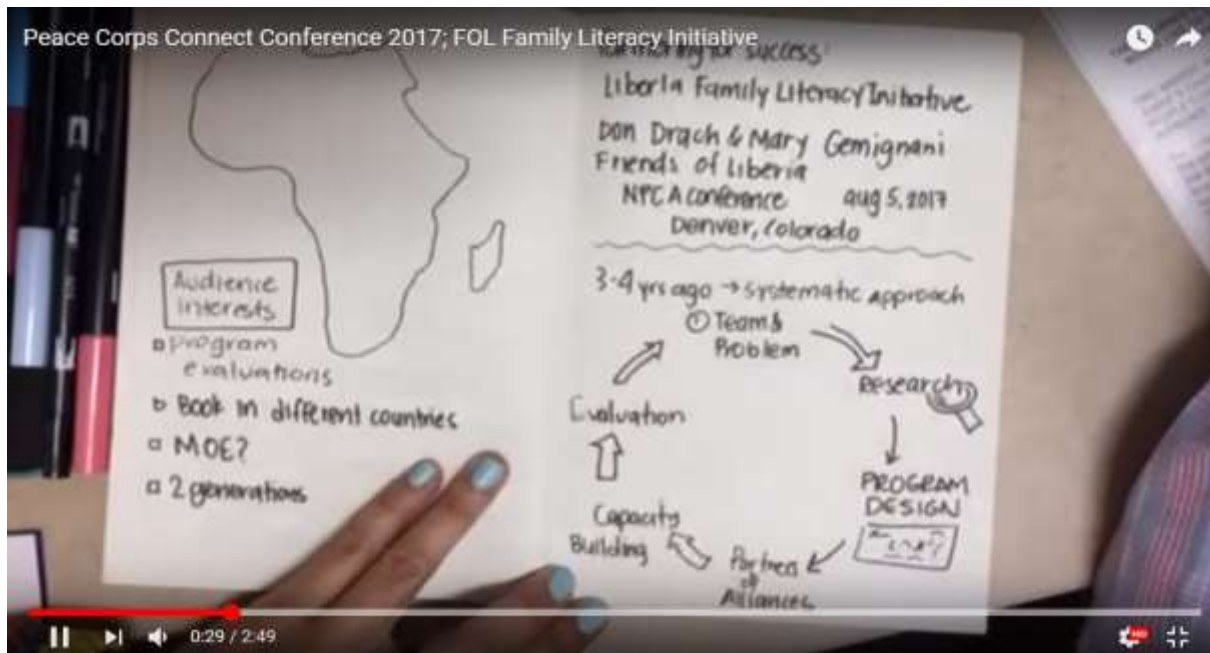 Peace Corps Connect Conference 2017; FOL Family Literacy Initiative
Success:
Liberia Family Literacy Initiative
Don Drach & Mary Gemignani
Friends of Liberia
NPCA Conference aug 5, 2017
Denver, Colorado
Audience
interests
program
evaluations
Book in different countries
MOE?
2 generations
3-4 yrs ago → systematic approach
① Team &
Problem
Research
PROGRAM
DESIGN
Partners
Alliances
Capacity
Building
Evaluation
0:29 / 2:49
HD